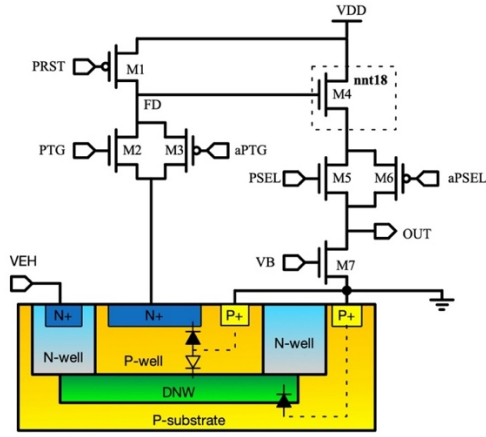 VDD
nnt18
PRST
M1
M4
FD
PTG
M2
M3
aPTG
PSEL
M5
M6
aPSEL
OUT
VB
M7
VEH
N+
N+
P+
P+
N-well
P-well
N-well
DNW
P-substrate